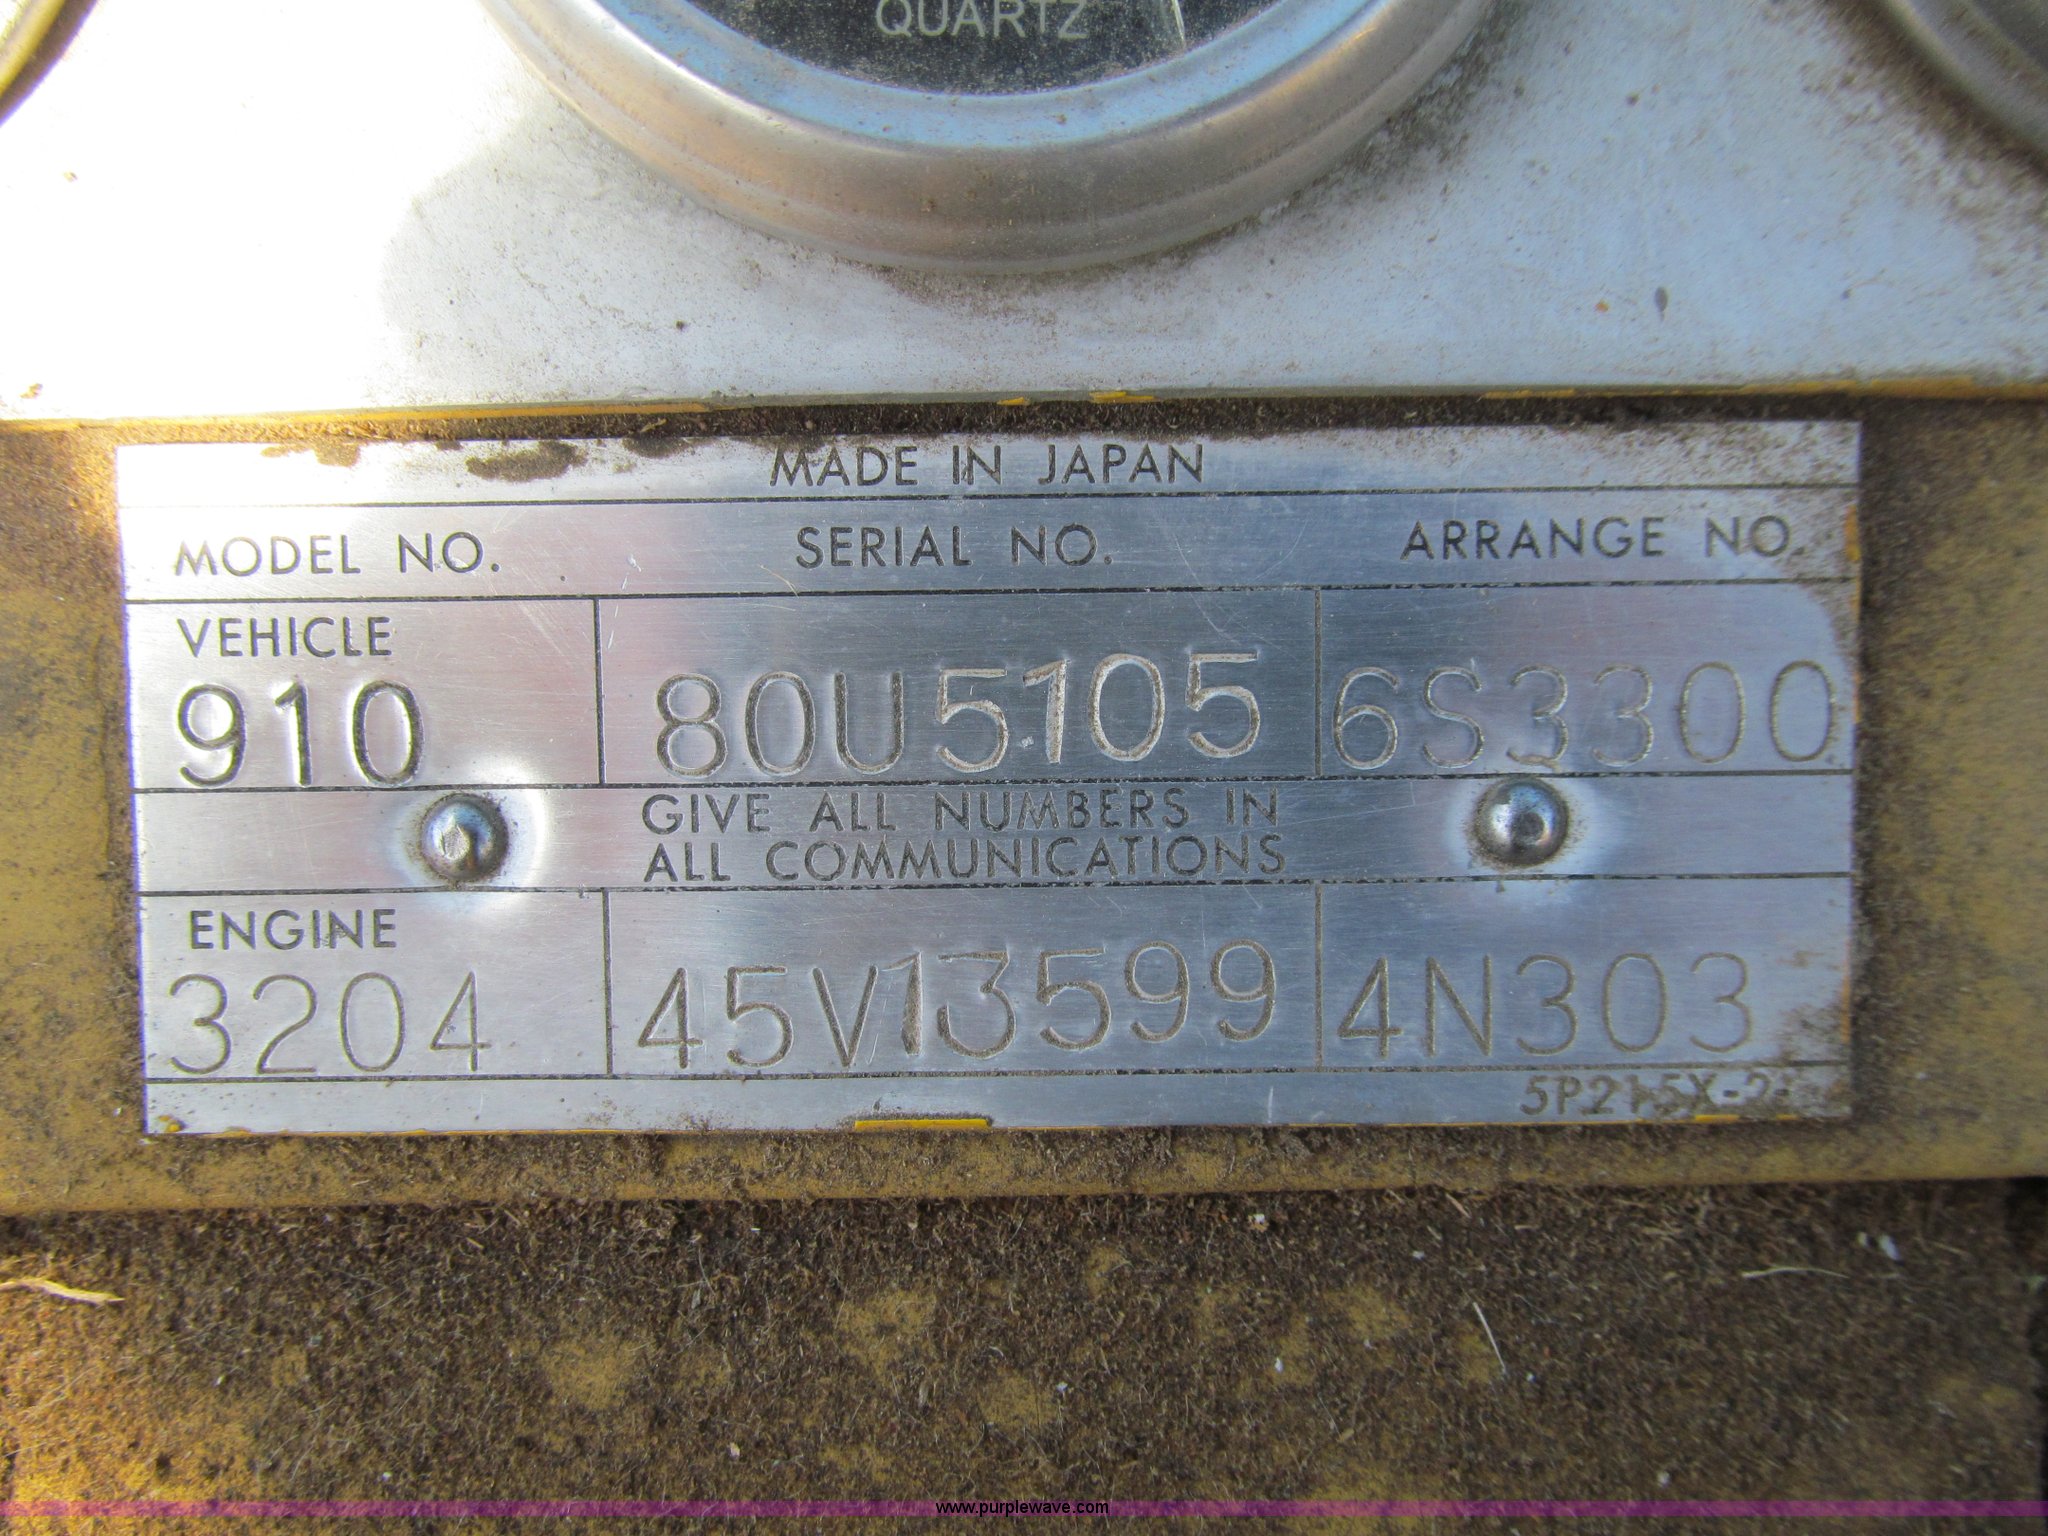 QUARTZ
MADE IN JAPAN
MODEL NO. SERIAL NO. ARRANGE NO.
VEHICLE
910 80U5105 6S3300
GIVE ALL NUMBERS IN
ALL COMMUNICATIONS
ENGINE
3204 45V13599 4N303
www.purplewave.com